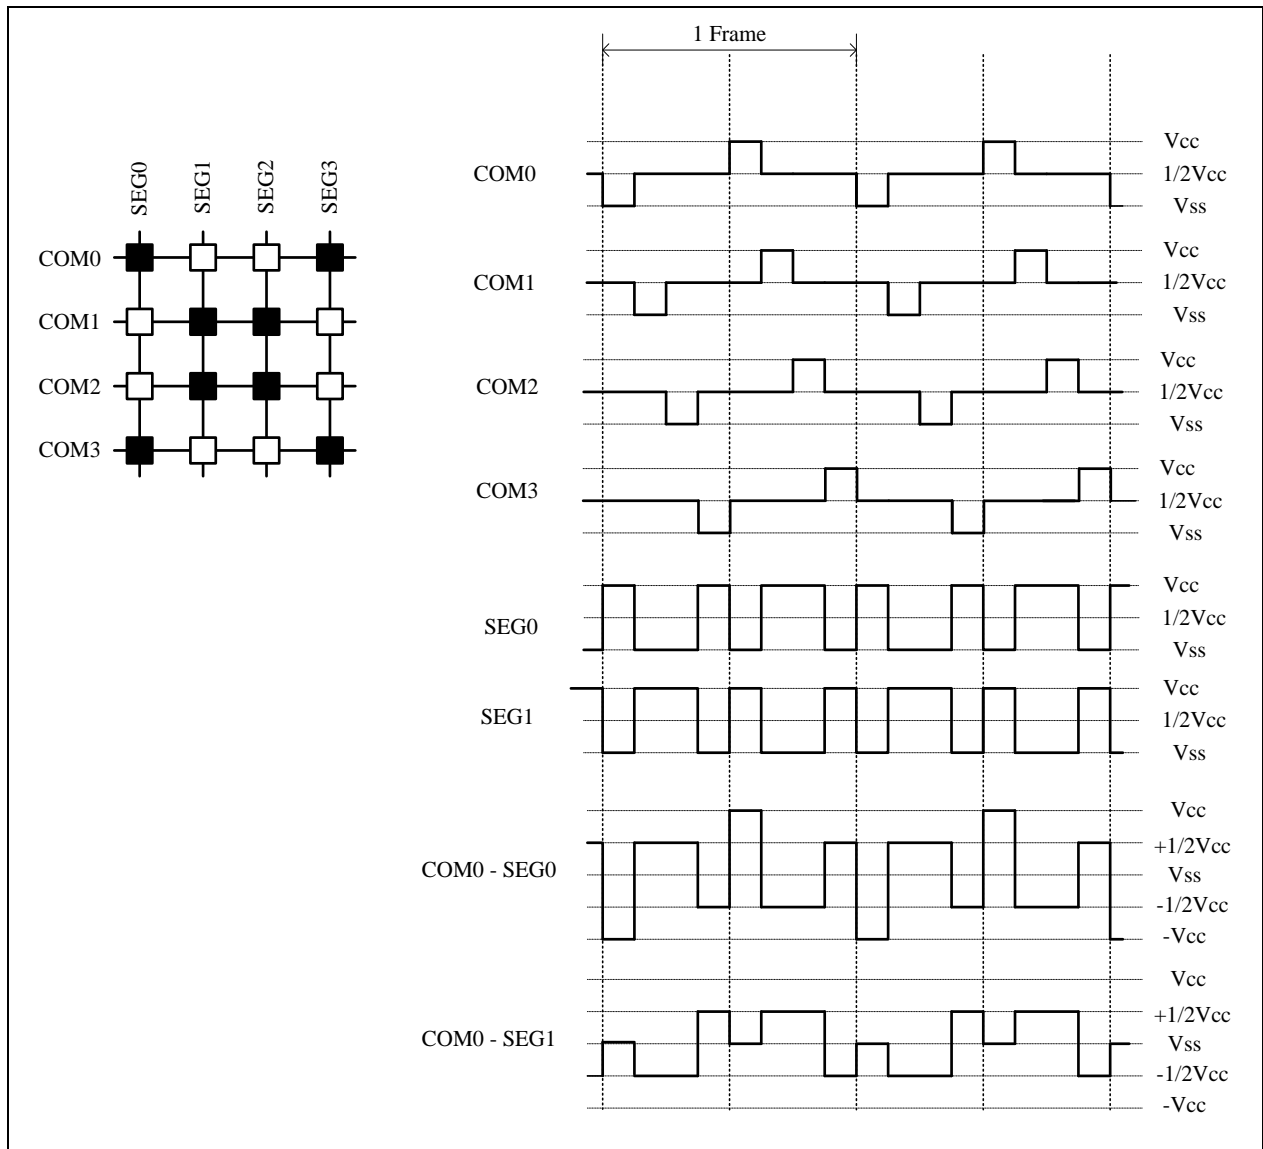 1 Frame
SEG0
SEG1
SEG2
SEG3
COM0
COM1
COM2
COM3
COM0
Vcc
1/2Vcc
Vss
COM1
Vcc
1/2Vcc
Vss
COM2
Vcc
1/2Vcc
Vss
COM3
Vcc
1/2Vcc
Vss
SEG0
Vcc
1/2Vcc
Vss
SEG1
Vcc
1/2Vcc
Vss
COM0 - SEG0
Vcc
+1/2Vcc
Vss
-1/2Vcc
-Vcc
COM0 - SEG1
Vcc
+1/2Vcc
Vss
-1/2Vcc
-Vcc